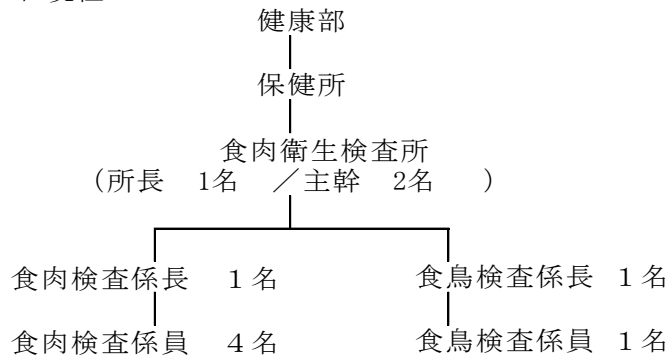 健康部
保健所
食肉衛生検査所
（所長　1名　／主幹　2名　）
食肉検査係長　1名　食鳥検査係長　1名
食肉検査係員　4名　食鳥検査係員　1名